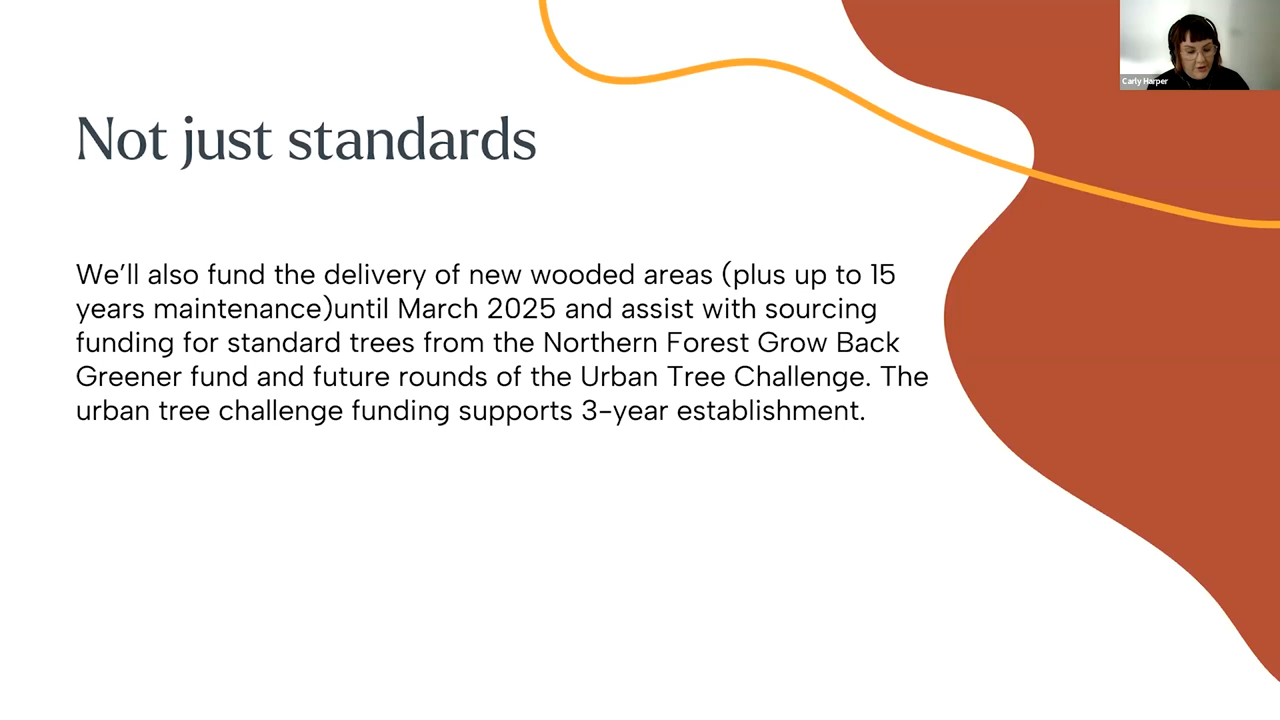 Carly Harper
Not just standards
We’ll also fund the delivery of new wooded areas (plus up to 15
years maintenance)until March 2025 and assist with sourcing
funding for standard trees from the Northern Forest Grow Back
Greener fund and future rounds of the Urban Tree Challenge. The
urban tree challenge funding supports 3-year establishment.